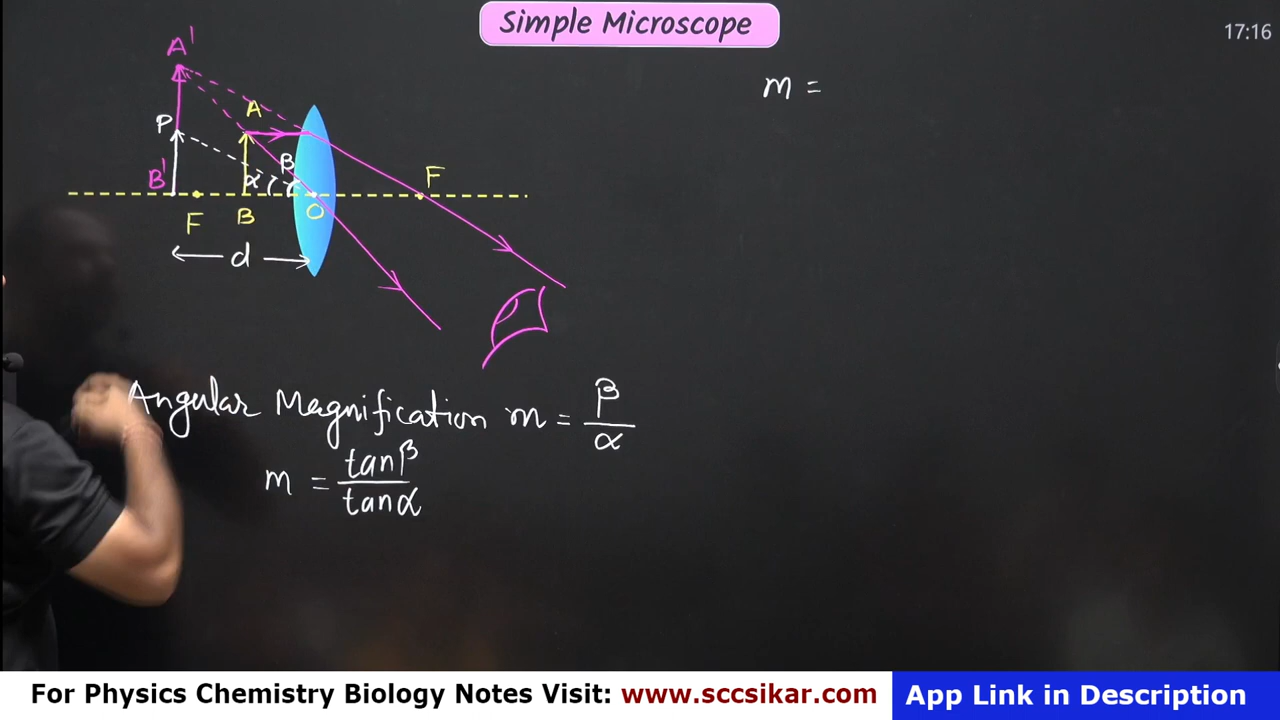 Simple Microscope
17:16
A'
m =
A
P
β
B'
α
F
F
B
O
d
Angular Magnification m = β/α
m = tanβ/tanα
For Physics Chemistry Biology Notes Visit: www.sccsikar.com
App Link in Description